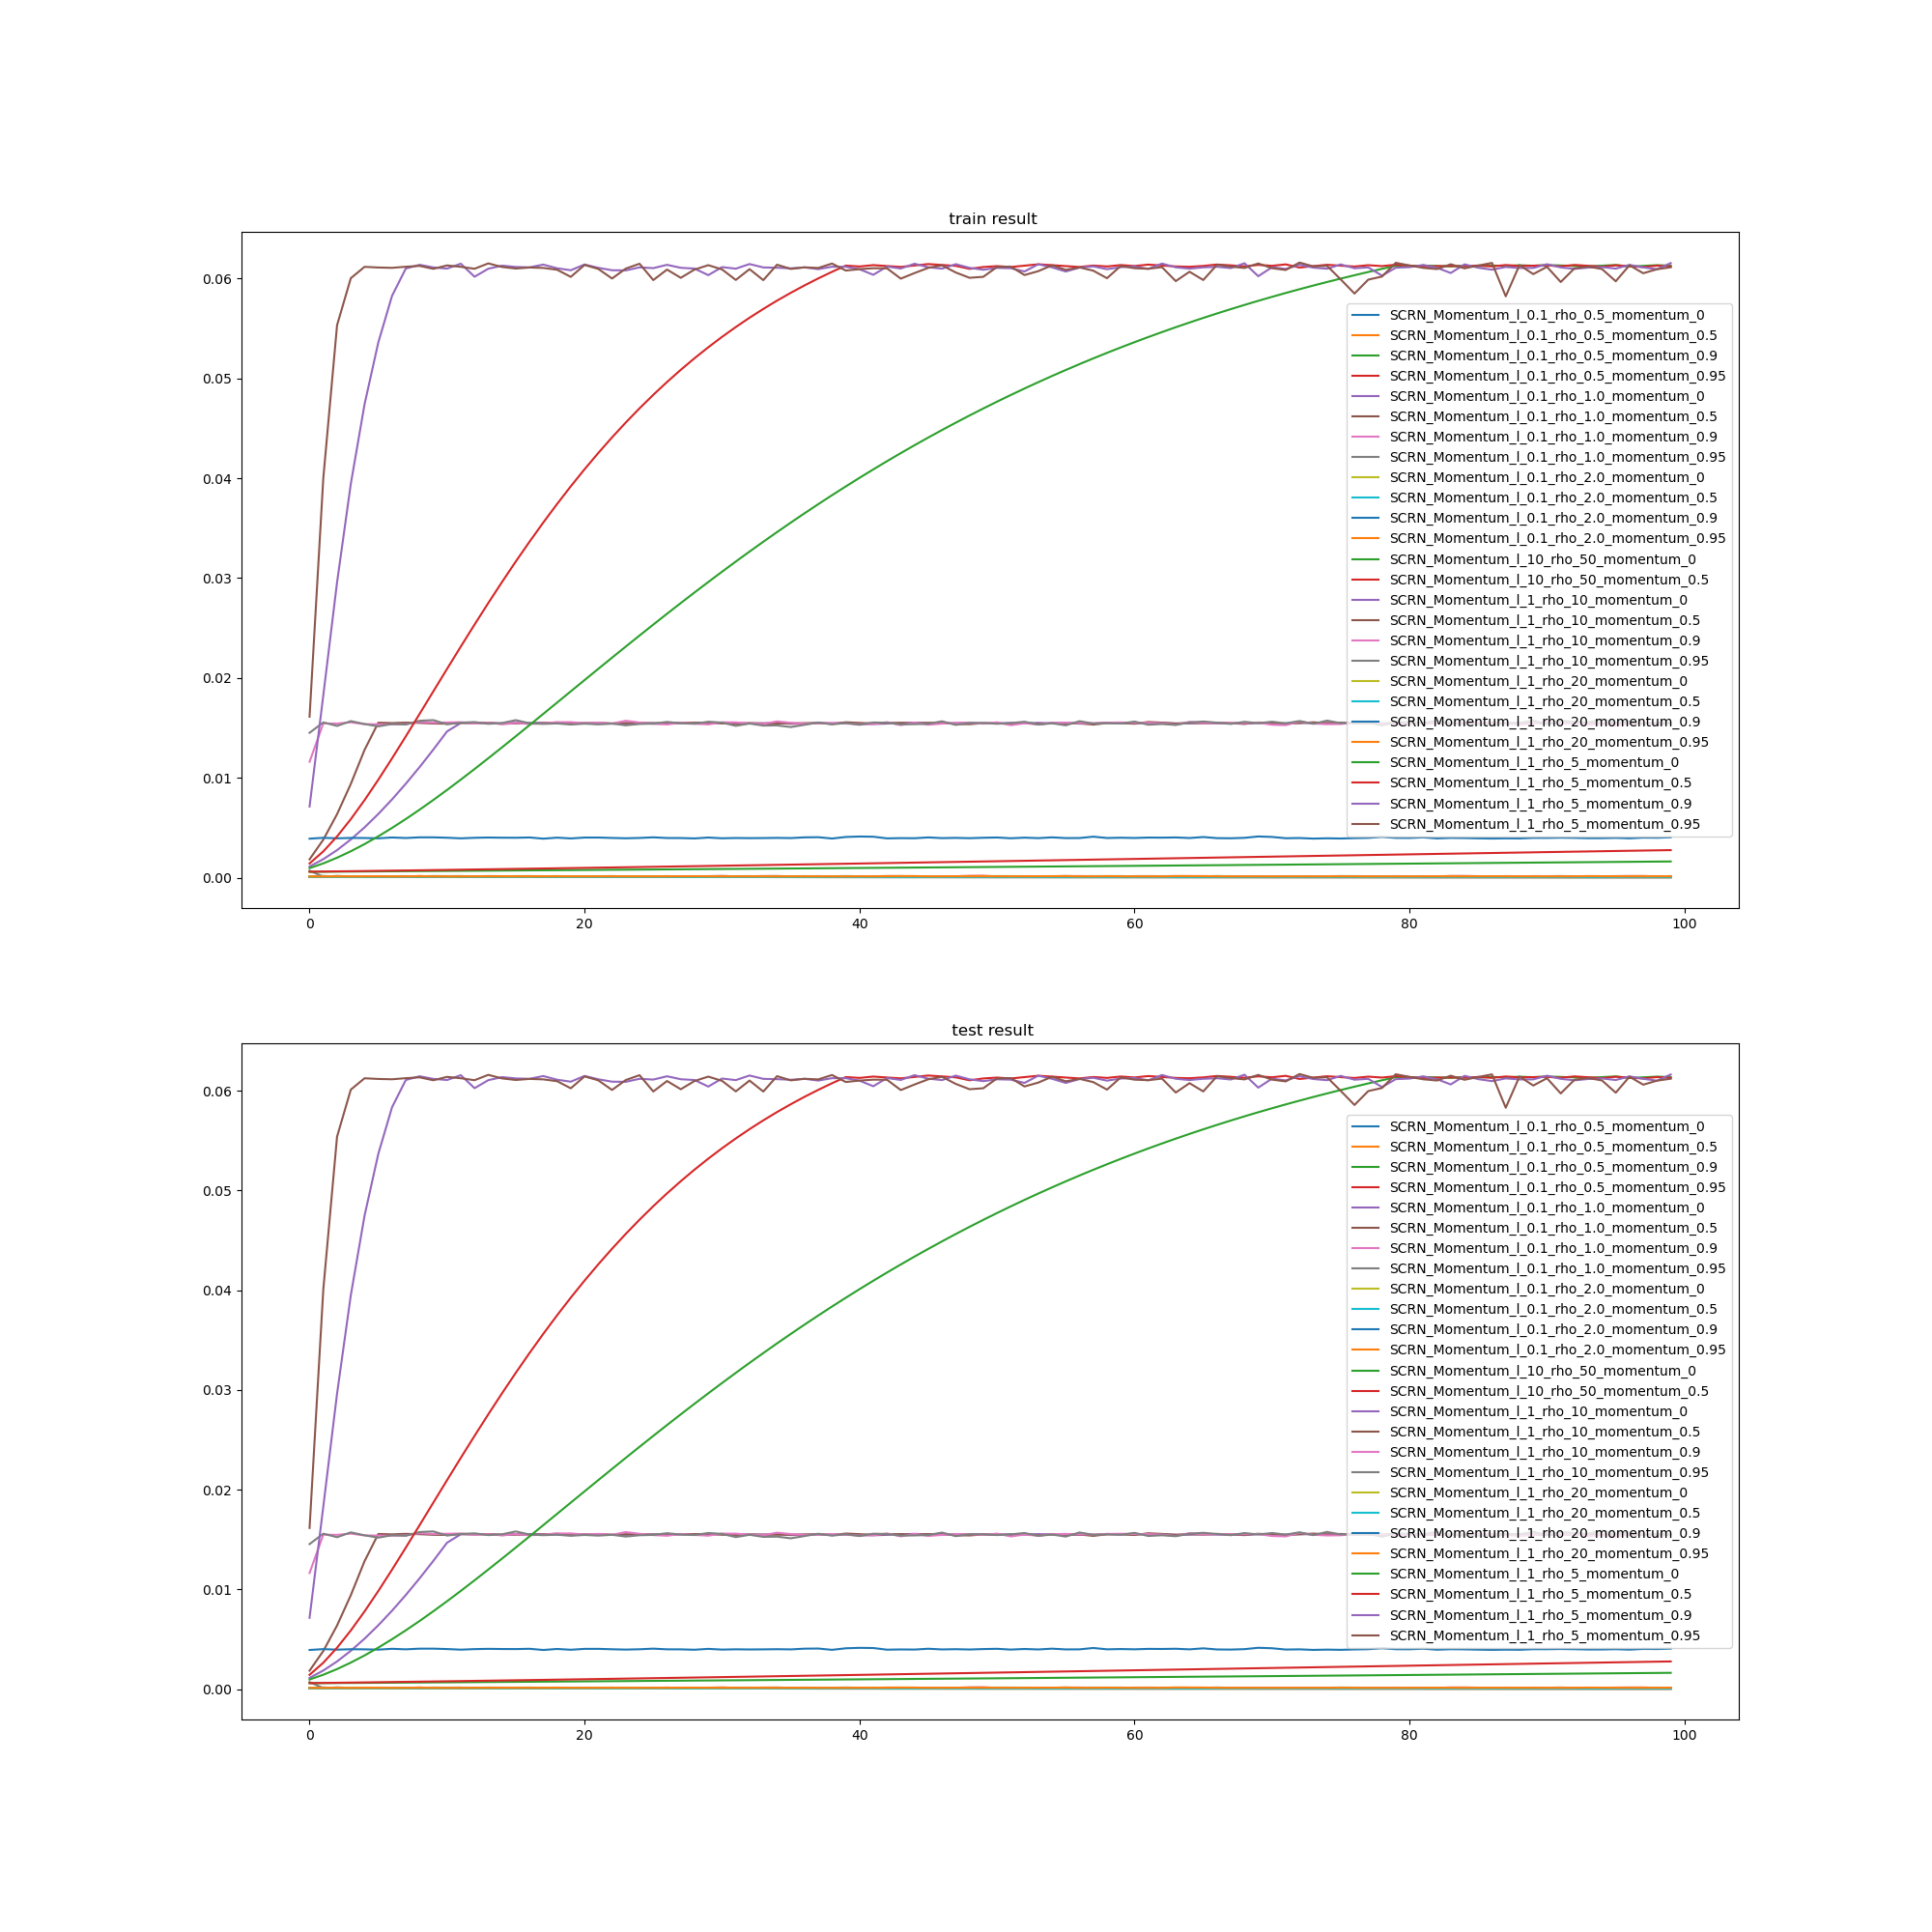 train result
0.06
0.05
0.04
0.03
0.02
0.01
0.00
0
20
40
60
80
100
SCRN_Momentum_l_0.1_rho_0.5_momentum_0
SCRN_Momentum_l_0.1_rho_0.5_momentum_0.5
SCRN_Momentum_l_0.1_rho_0.5_momentum_0.9
SCRN_Momentum_l_0.1_rho_0.5_momentum_0.95
SCRN_Momentum_l_0.1_rho_1.0_momentum_0
SCRN_Momentum_l_0.1_rho_1.0_momentum_0.5
SCRN_Momentum_l_0.1_rho_1.0_momentum_0.9
SCRN_Momentum_l_0.1_rho_1.0_momentum_0.95
SCRN_Momentum_l_0.1_rho_2.0_momentum_0
SCRN_Momentum_l_0.1_rho_2.0_momentum_0.5
SCRN_Momentum_l_0.1_rho_2.0_momentum_0.9
SCRN_Momentum_l_0.1_rho_2.0_momentum_0.95
SCRN_Momentum_l_10_rho_50_momentum_0
SCRN_Momentum_l_10_rho_50_momentum_0.5
SCRN_Momentum_l_1_rho_10_momentum_0
SCRN_Momentum_l_1_rho_10_momentum_0.5
SCRN_Momentum_l_1_rho_10_momentum_0.9
SCRN_Momentum_l_1_rho_10_momentum_0.95
SCRN_Momentum_l_1_rho_20_momentum_0
SCRN_Momentum_l_1_rho_20_momentum_0.5
SCRN_Momentum_l_1_rho_20_momentum_0.9
SCRN_Momentum_l_1_rho_20_momentum_0.95
SCRN_Momentum_l_1_rho_5_momentum_0
SCRN_Momentum_l_1_rho_5_momentum_0.5
SCRN_Momentum_l_1_rho_5_momentum_0.9
SCRN_Momentum_l_1_rho_5_momentum_0.95
test result
0.06
0.05
0.04
0.03
0.02
0.01
0.00
0
20
40
60
80
100
SCRN_Momentum_l_0.1_rho_0.5_momentum_0
SCRN_Momentum_l_0.1_rho_0.5_momentum_0.5
SCRN_Momentum_l_0.1_rho_0.5_momentum_0.9
SCRN_Momentum_l_0.1_rho_0.5_momentum_0.95
SCRN_Momentum_l_0.1_rho_1.0_momentum_0
SCRN_Momentum_l_0.1_rho_1.0_momentum_0.5
SCRN_Momentum_l_0.1_rho_1.0_momentum_0.9
SCRN_Momentum_l_0.1_rho_1.0_momentum_0.95
SCRN_Momentum_l_0.1_rho_2.0_momentum_0
SCRN_Momentum_l_0.1_rho_2.0_momentum_0.5
SCRN_Momentum_l_0.1_rho_2.0_momentum_0.9
SCRN_Momentum_l_0.1_rho_2.0_momentum_0.95
SCRN_Momentum_l_10_rho_50_momentum_0
SCRN_Momentum_l_10_rho_50_momentum_0.5
SCRN_Momentum_l_1_rho_10_momentum_0
SCRN_Momentum_l_1_rho_10_momentum_0.5
SCRN_Momentum_l_1_rho_10_momentum_0.9
SCRN_Momentum_l_1_rho_10_momentum_0.95
SCRN_Momentum_l_1_rho_20_momentum_0
SCRN_Momentum_l_1_rho_20_momentum_0.5
SCRN_Momentum_l_1_rho_20_momentum_0.9
SCRN_Momentum_l_1_rho_20_momentum_0.95
SCRN_Momentum_l_1_rho_5_momentum_0
SCRN_Momentum_l_1_rho_5_momentum_0.5
SCRN_Momentum_l_1_rho_5_momentum_0.9
SCRN_Momentum_l_1_rho_5_momentum_0.95